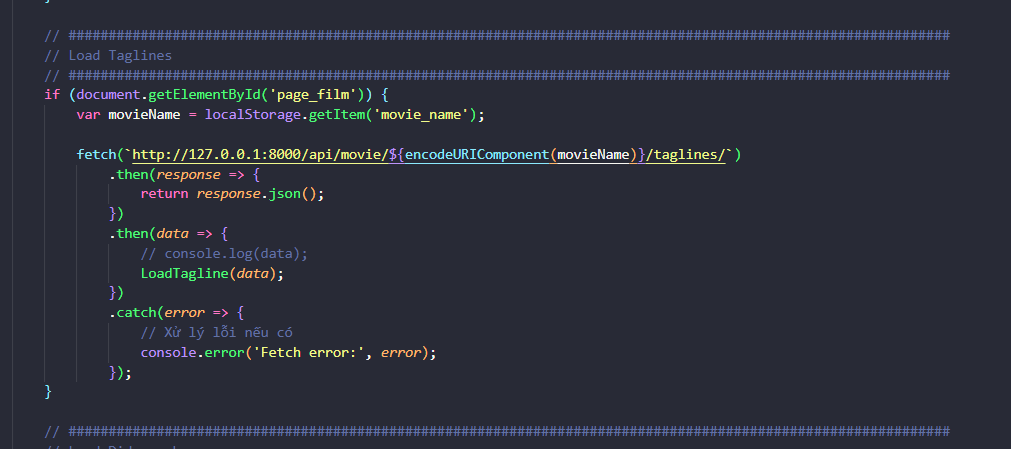 }
// ##############################################################################################################
// Load Taglines
// ##############################################################################################################
if (document.getElementById('page_film')) {
    var movieName = localStorage.getItem('movie_name');
    fetch(`http://127.0.0.1:8000/api/movie/${encodeURIComponent(movieName)}/taglines/`)
        .then(response => {
            return response.json();
        })
        .then(data => {
            // console.log(data);
            LoadTagline(data);
        })
        .catch(error => {
            // Xử lý lỗi nếu có
            console.error('Fetch error:', error);
        });
}
// ##############################################################################################################